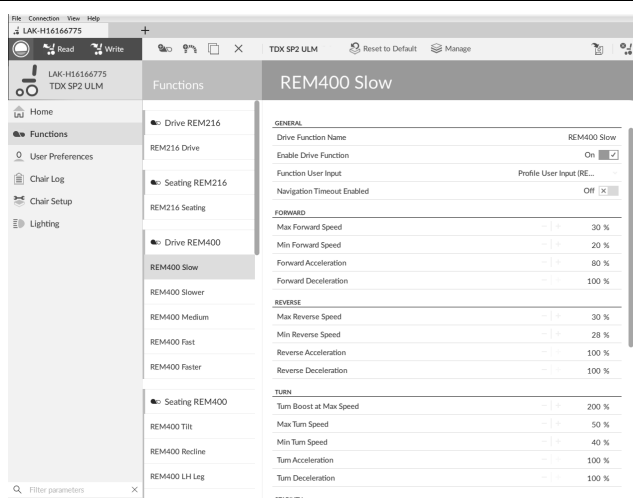 File Connection View Help
LAK-H16166775 +
Read Write TDX SP2 ULM Reset to Default Manage
LAK-H16166775
TDX SP2 ULM
Functions
REM400 Slow
Home
Functions
User Preferences
Chair Log
Chair Setup
Lighting
Filter parameters
Drive REM216
REM216 Drive
Seating REM216
REM216 Seating
Drive REM400
REM400 Slow
REM400 Slower
REM400 Medium
REM400 Fast
REM400 Faster
Seating REM400
REM400 Tilt
REM400 Recline
REM400 LH Leg
GENERAL
Drive Function Name REM400 Slow
Enable Drive Function On
Function User Input Profile User Input (RE...
Navigation Timeout Enabled Off
FORWARD
Max Forward Speed - + 30 %
Min Forward Speed - + 20 %
Forward Acceleration - + 80 %
Forward Deceleration - + 100 %
REVERSE
Max Reverse Speed - + 30 %
Min Reverse Speed - + 28 %
Reverse Acceleration - + 100 %
Reverse Deceleration - + 100 %
TURN
Turn Boost at Max Speed - + 200 %
Max Turn Speed - + 50 %
Min Turn Speed - + 40 %
Turn Acceleration - + 100 %
Turn Deceleration - + 100 %